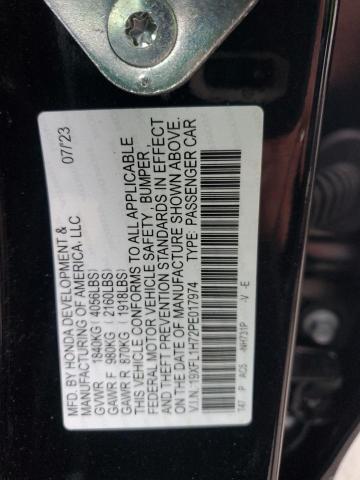 MFD. BY HONDA DEVELOPMENT & 07/23
MANUFACTURING OF AMERICA, LLC
GVWR 1840KG (4056LBS)
GAWR F 980KG (2160LBS)
GAWR R 870KG (1918LBS)
THIS VEHICLE CONFORMS TO ALL APPLICABLE
FEDERAL MOTOR VEHICLE SAFETY, BUMPER,
AND THEFT PREVENTION STANDARDS IN EFFECT
ON THE DATE OF MANUFACTURE SHOWN ABOVE.
V.I.N.: 19XFL1H72PE017974 TYPE: PASSENGER CAR
T47 P AC5 -NH731P -V -E